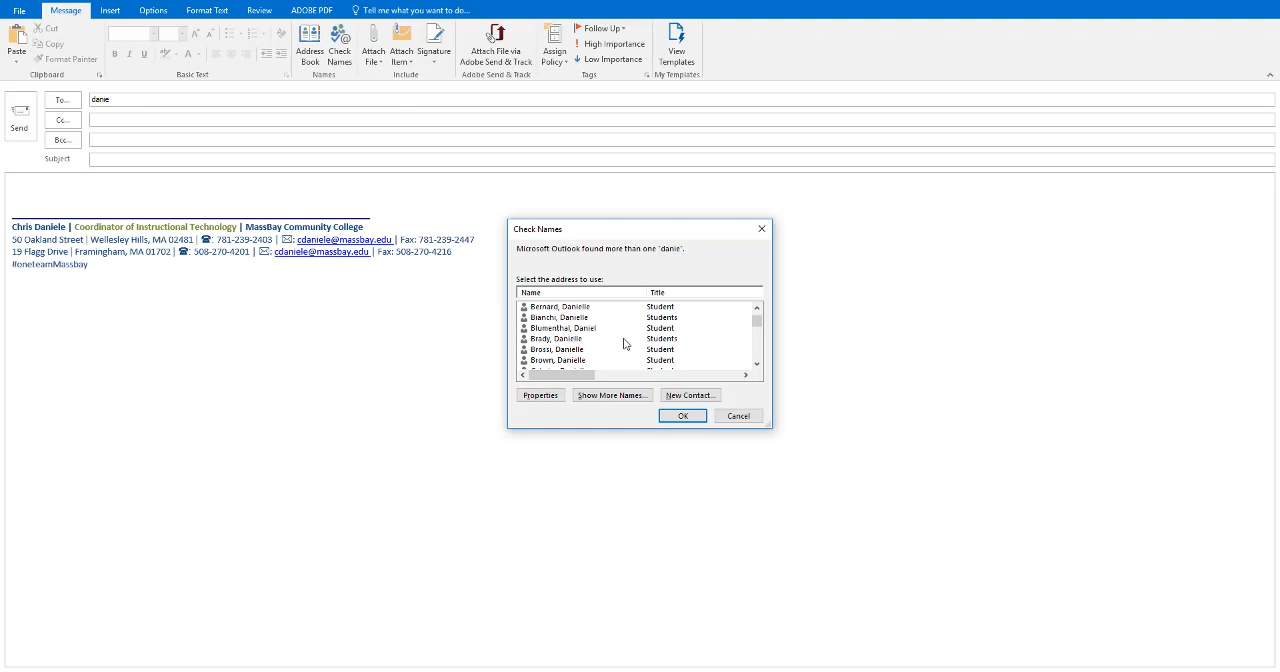 File Message Insert Options Format Text Review ADOBE PDF Tell me what you want to do...
Paste
Cut
Copy
Format Painter
Clipboard
B I U
A
Basic Text
Address Book
Check Names
Names
Attach File
Attach Item
Signature
Include
Attach File via Adobe Send & Track
Adobe Send & Track
Assign Policy
Follow Up
High Importance
Low Importance
Tags
View Templates
My Templates
Send
To... danie
Cc...
Bcc...
Subject
Chris Daniele | Coordinator of Instructional Technology | MassBay Community College
50 Oakland Street | Wellesley Hills, MA 02481 | ☎: 781-239-2403 | ✉: cdaniele@massbay.edu | Fax: 781-239-2447
19 Flagg Drive | Framingham, MA 01702 | ☎: 508-270-4201 | ✉: cdaniele@massbay.edu | Fax: 508-270-4216
#oneteamMassbay
Check Names
Microsoft Outlook found more than one "danie".
Select the address to use:
Name Title
Bernard, Danielle Student
Bianchi, Danielle Students
Blumenthal, Daniel Student
Brady, Danielle Students
Brossi, Danielle Student
Brown, Danielle Student
Properties Show More Names... New Contact...
OK Cancel